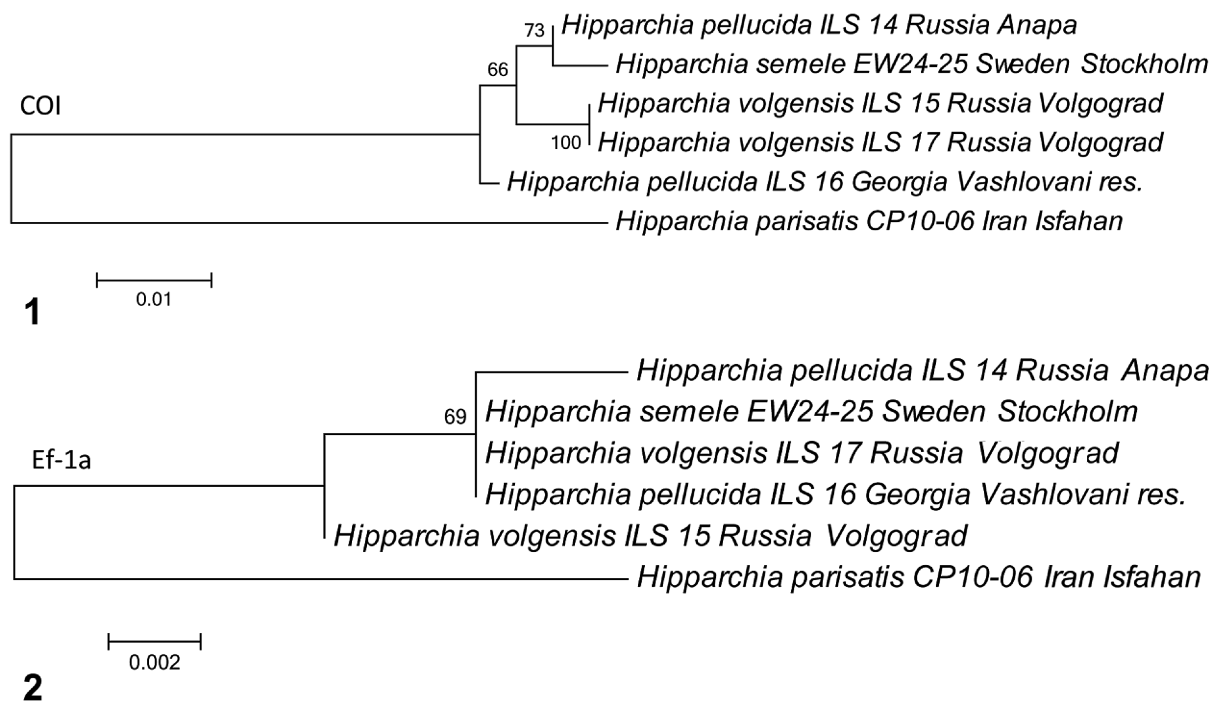 73
Hipparchia pellucida ILS 14 Russia Anapa
66
Hipparchia semele EW24-25 Sweden Stockholm
COI
Hipparchia volgensis ILS 15 Russia Volgograd
100
Hipparchia volgensis ILS 17 Russia Volgograd
Hipparchia pellucida ILS 16 Georgia Vashlovani res.
Hipparchia parisatis CP10-06 Iran Isfahan
0.01
1
Hipparchia pellucida ILS 14 Russia Anapa
69
Hipparchia semele EW24-25 Sweden Stockholm
Ef-1a
Hipparchia volgensis ILS 17 Russia Volgograd
Hipparchia pellucida ILS 16 Georgia Vashlovani res.
Hipparchia volgensis ILS 15 Russia Volgograd
Hipparchia parisatis CP10-06 Iran Isfahan
0.002
2